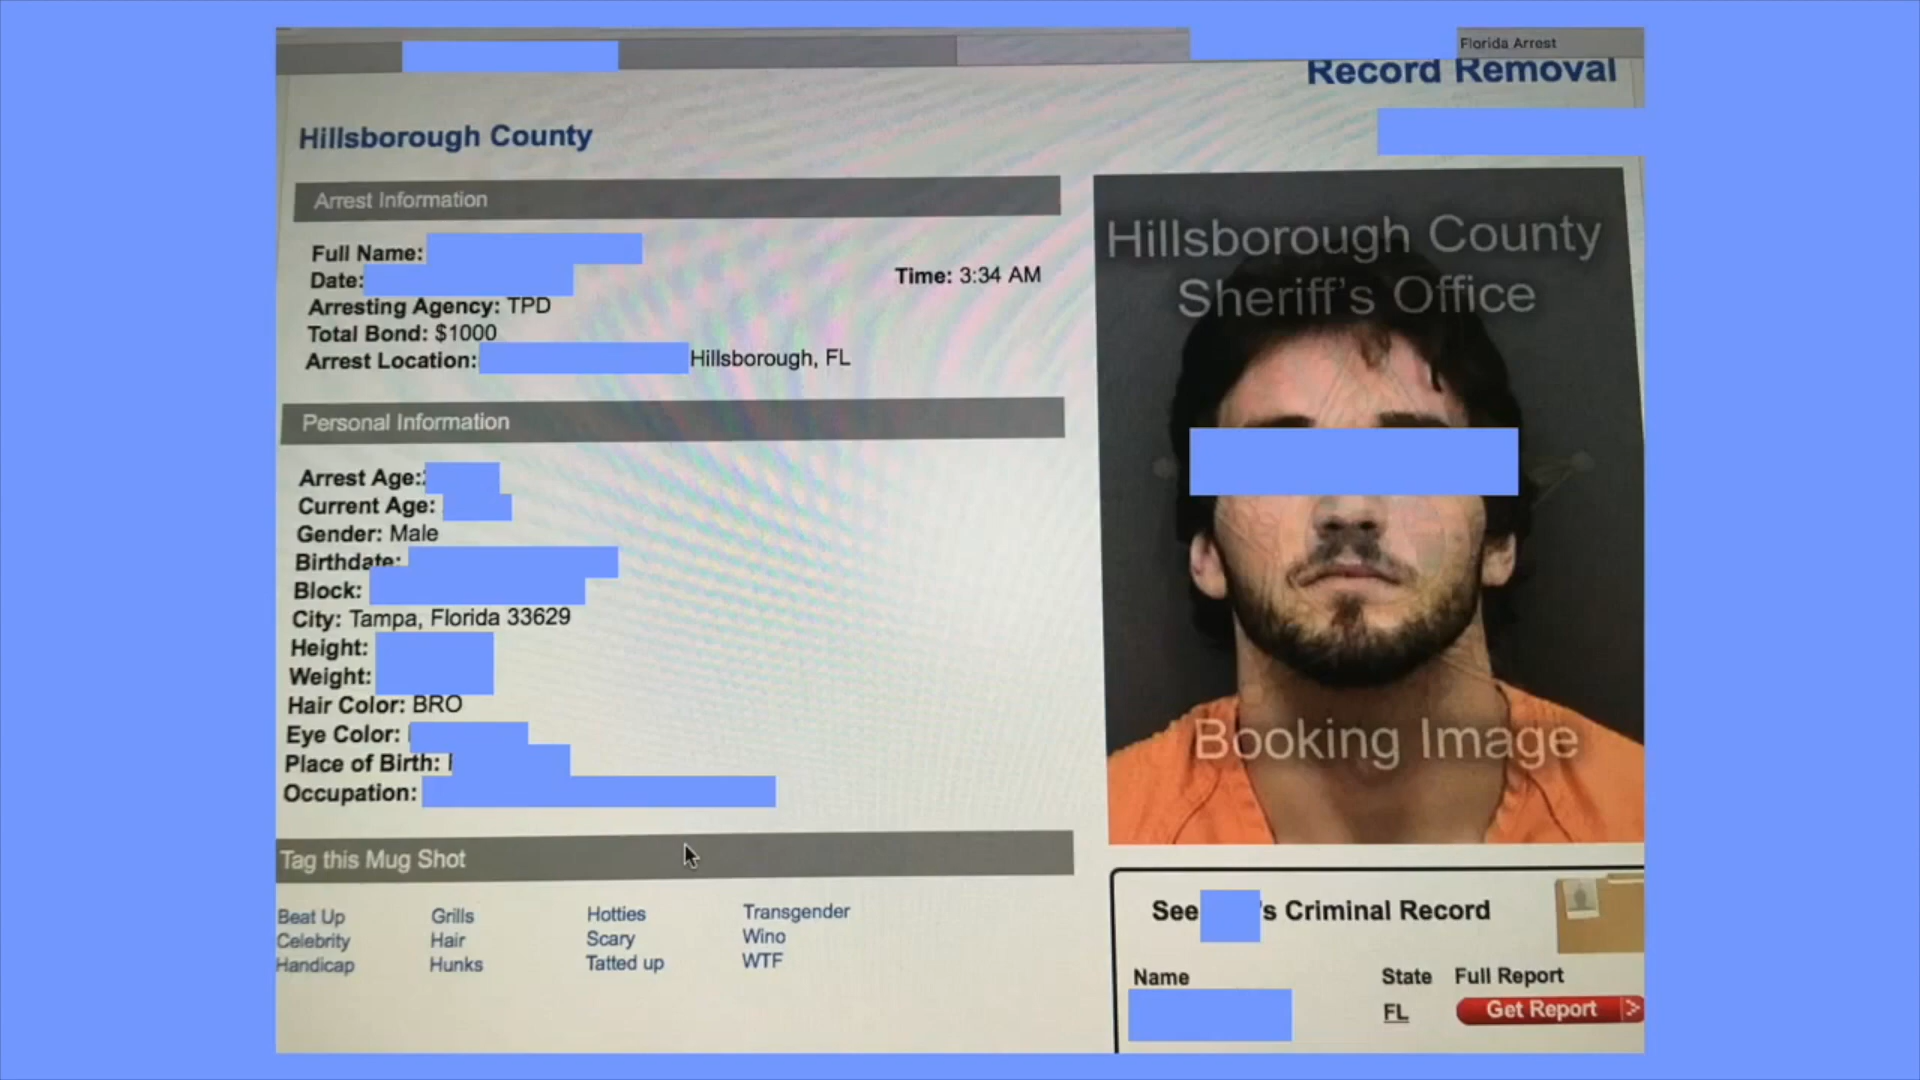 Florida Arrest
Record Removal
Hillsborough County
Arrest Information
Full Name:
Date:
Time: 3:34 AM
Arresting Agency: TPD
Total Bond: $1000
Arrest Location: Hillsborough, FL
Personal Information
Arrest Age:
Current Age:
Gender: Male
Birthdate:
Block:
City: Tampa, Florida 33629
Height:
Weight:
Hair Color: BRO
Eye Color:
Place of Birth:
Occupation:
Tag this Mug Shot
Beat Up Grills Hotties Transgender
Celebrity Hair Scary Wino
Handicap Hunks Tatted up WTF
Hillsborough County
Sheriff's Office
Booking Image
See 's Criminal Record
Name State Full Report
FL Get Report